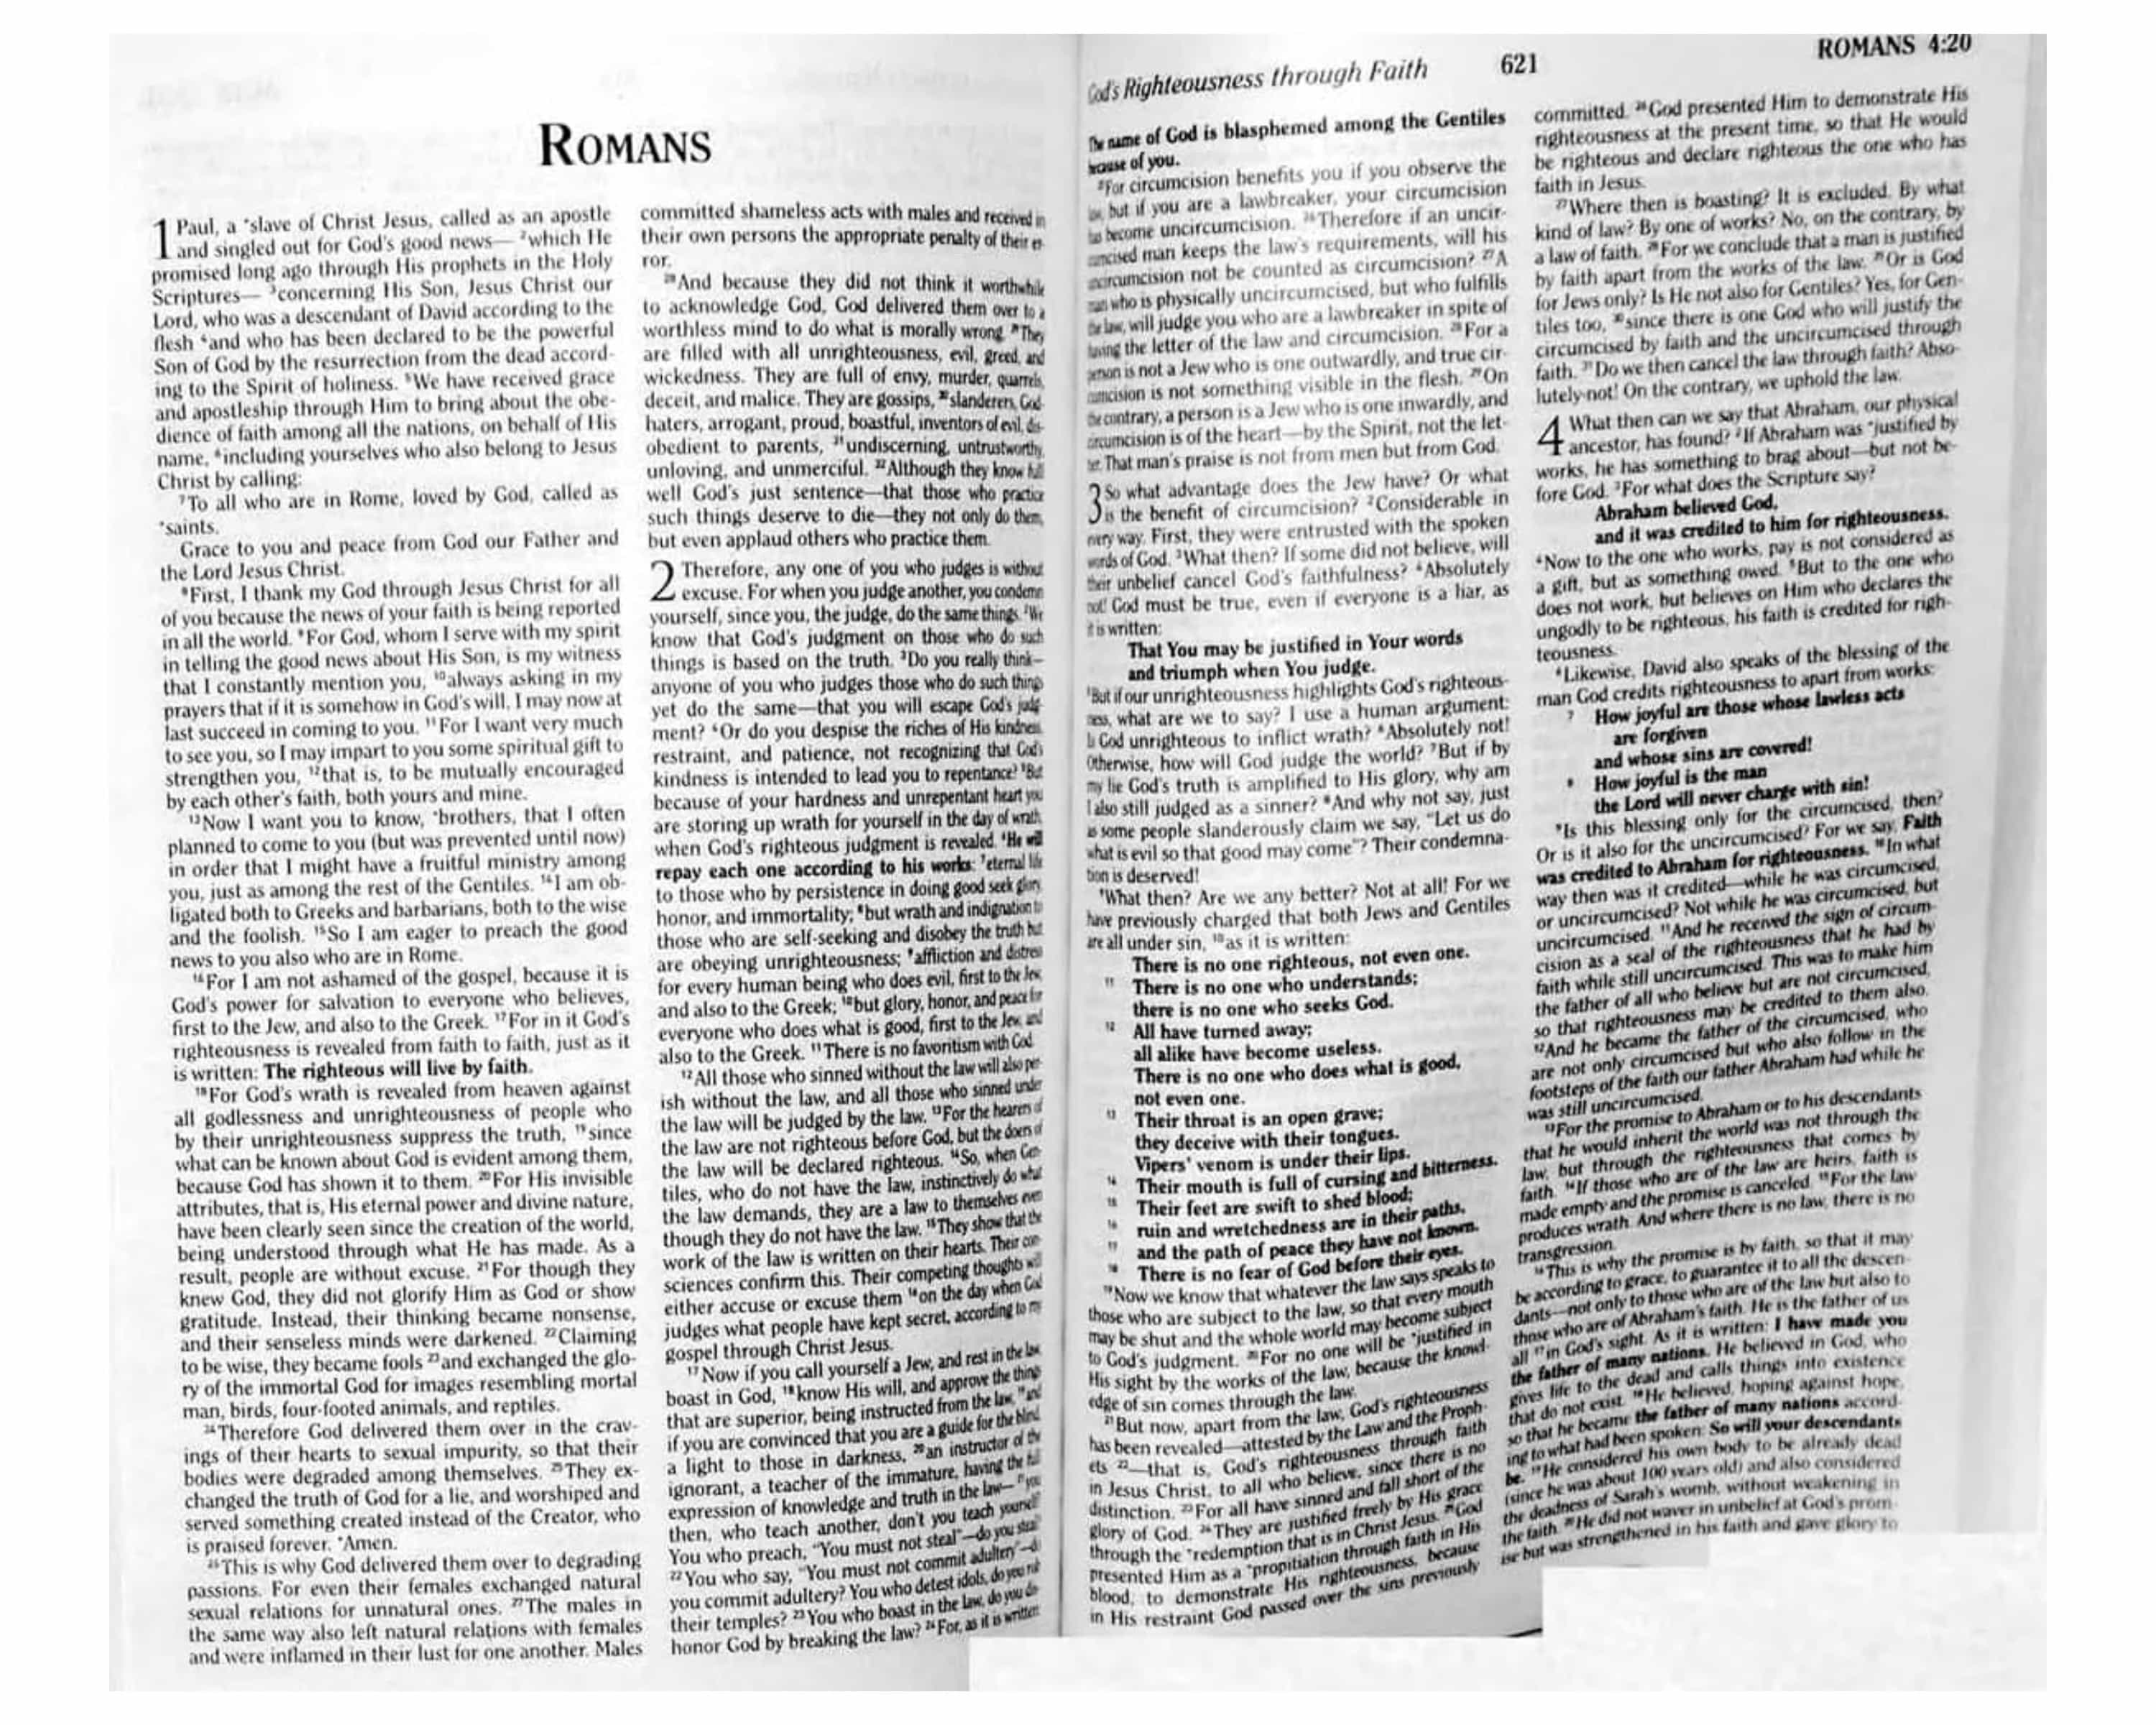 ROMANS
1 Paul, a *slave of Christ Jesus, called as an apostle
and singled out for God's good news— ²which He
promised long ago through His prophets in the Holy
Scriptures— ³concerning His Son, Jesus Christ our
Lord, who was a descendant of David according to the
flesh ⁴and who has been declared to be the powerful
Son of God by the resurrection from the dead accord-
ing to the Spirit of holiness. ⁵We have received grace
and apostleship through Him to bring about the obe-
dience of faith among all the nations, on behalf of His
name, ⁶including yourselves who also belong to Jesus
Christ by calling:
⁷To all who are in Rome, loved by God, called as
*saints.
Grace to you and peace from God our Father and
the Lord Jesus Christ.
⁸First, I thank my God through Jesus Christ for all
of you because the news of your faith is being reported
in all the world. ⁹For God, whom I serve with my spirit
in telling the good news about His Son, is my witness
that I constantly mention you, ¹⁰always asking in my
prayers that if it is somehow in God's will, I may now at
last succeed in coming to you. ¹¹For I want very much
to see you, so I may impart to you some spiritual gift to
strengthen you, ¹²that is, to be mutually encouraged
by each other's faith, both yours and mine.
¹³Now I want you to know, *brothers, that I often
planned to come to you (but was prevented until now)
in order that I might have a fruitful ministry among
you, just as among the rest of the Gentiles. ¹⁴I am ob-
ligated both to Greeks and barbarians, both to the wise
and the foolish. ¹⁵So I am eager to preach the good
news to you also who are in Rome.
¹⁶For I am not ashamed of the gospel, because it is
God's power for salvation to everyone who believes,
first to the Jew, and also to the Greek. ¹⁷For in it God's
righteousness is revealed from faith to faith, just as it
is written: The righteous will live by faith.
¹⁸For God's wrath is revealed from heaven against
all godlessness and unrighteousness of people who
by their unrighteousness suppress the truth, ¹⁹since
what can be known about God is evident among them,
because God has shown it to them. ²⁰For His invisible
attributes, that is, His eternal power and divine nature,
have been clearly seen since the creation of the world,
being understood through what He has made. As a
result, people are without excuse. ²¹For though they
knew God, they did not glorify Him as God or show
gratitude. Instead, their thinking became nonsense,
and their senseless minds were darkened. ²²Claiming
to be wise, they became fools ²³and exchanged the glo-
ry of the immortal God for images resembling mortal
man, birds, four-footed animals, and reptiles.
²⁴Therefore God delivered them over in the crav-
ings of their hearts to sexual impurity, so that their
bodies were degraded among themselves. ²⁵They ex-
changed the truth of God for a lie, and worshiped and
served something created instead of the Creator, who
is praised forever. *Amen.
²⁶This is why God delivered them over to degrading
passions. For even their females exchanged natural
sexual relations for unnatural ones. ²⁷The males in
the same way also left natural relations with females
and were inflamed in their lust for one another. Males
committed shameless acts with males and received in
their own persons the appropriate penalty of their er-
ror.
²⁸And because they did not think it worthwhile
to acknowledge God, God delivered them over to a
worthless mind to do what is morally wrong. ²⁹They
are filled with all unrighteousness, evil, greed, and
wickedness. They are full of envy, murder, quarrels,
deceit, and malice. They are gossips, ³⁰slanderers, God-
haters, arrogant, proud, boastful, inventors of evil, dis-
obedient to parents, ³¹undiscerning, untrustworthy,
unloving, and unmerciful. ³²Although they know full
well God's just sentence—that those who practice
such things deserve to die—they not only do them,
but even applaud others who practice them.
2 Therefore, any one of you who judges is without
excuse. For when you judge another, you condemn
yourself, since you, the judge, do the same things. ²We
know that God's judgment on those who do such
things is based on the truth. ³Do you really think—
anyone of you who judges those who do such things
yet do the same—that you will escape God's judg-
ment? ⁴Or do you despise the riches of His kindness,
restraint, and patience, not recognizing that God's
kindness is intended to lead you to repentance? ⁵But
because of your hardness and unrepentant heart you
are storing up wrath for yourself in the day of wrath,
when God's righteous judgment is revealed. ⁶He will
repay each one according to his works: ⁷eternal life
to those who by persistence in doing good seek glory,
honor, and immortality; ⁸but wrath and indignation to
those who are self-seeking and disobey the truth but
are obeying unrighteousness; ⁹affliction and distress
for every human being who does evil, first to the Jew,
and also to the Greek; ¹⁰but glory, honor, and peace for
everyone who does what is good, first to the Jew, and
also to the Greek. ¹¹There is no favoritism with God.
¹²All those who sinned without the law will also per-
ish without the law, and all those who sinned under
the law will be judged by the law. ¹³For the hearers of
the law are not righteous before God, but the doers of
the law will be declared righteous. ¹⁴So, when Gen-
tiles, who do not have the law, instinctively do what
the law demands, they are a law to themselves even
though they do not have the law. ¹⁵They show that the
work of the law is written on their hearts. Their con-
sciences confirm this. Their competing thoughts will
either accuse or excuse them ¹⁶on the day when God
judges what people have kept secret, according to my
gospel through Christ Jesus.
¹⁷Now if you call yourself a Jew, and rest in the law,
boast in God, ¹⁸know His will, and approve the things
that are superior, being instructed from the law, ¹⁹and
if you are convinced that you are a guide for the blind,
a light to those in darkness, ²⁰an instructor of the
ignorant, a teacher of the immature, having the full
expression of knowledge and truth in the law— ²¹you
then, who teach another, don't you teach yourself?
You who preach, "You must not steal"—do you steal?
²²You who say, "You must not commit adultery"—do
you commit adultery? You who detest idols, do you rob
their temples? ²³You who boast in the law, do you dis-
honor God by breaking the law? ²⁴For, as it is written:
God's Righteousness through Faith 621 ROMANS 4:20
The name of God is blasphemed among the Gentiles
because of you.
²⁵For circumcision benefits you if you observe the
law, but if you are a lawbreaker, your circumcision
has become uncircumcision. ²⁶Therefore if an uncir-
cumcised man keeps the law's requirements, will his
uncircumcision not be counted as circumcision? ²⁷A
man who is physically uncircumcised, but who fulfills
the law, will judge you who are a lawbreaker in spite of
having the letter of the law and circumcision. ²⁸For a
person is not a Jew who is one outwardly, and true cir-
cumcision is not something visible in the flesh. ²⁹On
the contrary, a person is a Jew who is one inwardly, and
circumcision is of the heart—by the Spirit, not the let-
ter. That man's praise is not from men but from God.
3 So what advantage does the Jew have? Or what
is the benefit of circumcision? ²Considerable in
every way. First, they were entrusted with the spoken
words of God. ³What then? If some did not believe, will
their unbelief cancel God's faithfulness? ⁴Absolutely
not! God must be true, even if everyone is a liar, as
it is written:
That You may be justified in Your words
and triumph when You judge.
⁵But if our unrighteousness highlights God's righteous-
ness, what are we to say? I use a human argument:
Is God unrighteous to inflict wrath? ⁶Absolutely not!
Otherwise, how will God judge the world? ⁷But if by
my lie God's truth is amplified to His glory, why am
I also still judged as a sinner? ⁸And why not say, just
as some people slanderously claim we say, "Let us do
what is evil so that good may come"? Their condemna-
tion is deserved!
⁹What then? Are we any better? Not at all! For we
have previously charged that both Jews and Gentiles
are all under sin, ¹⁰as it is written:
There is no one righteous, not even one.
¹¹ There is no one who understands;
there is no one who seeks God.
¹² All have turned away;
all alike have become useless.
There is no one who does what is good,
not even one.
¹³ Their throat is an open grave;
they deceive with their tongues.
Vipers' venom is under their lips.
¹⁴ Their mouth is full of cursing and bitterness.
¹⁵ Their feet are swift to shed blood;
¹⁶ ruin and wretchedness are in their paths,
¹⁷ and the path of peace they have not known.
¹⁸ There is no fear of God before their eyes.
¹⁹Now we know that whatever the law says speaks to
those who are subject to the law, so that every mouth
may be shut and the whole world may become subject
to God's judgment. ²⁰For no one will be *justified in
His sight by the works of the law, because the knowl-
edge of sin comes through the law.
²¹But now, apart from the law, God's righteousness
has been revealed—attested by the Law and the Proph-
ets ²²—that is, God's righteousness through faith
in Jesus Christ, to all who believe, since there is no
distinction. ²³For all have sinned and fall short of the
glory of God. ²⁴They are justified freely by His grace
through the *redemption that is in Christ Jesus. ²⁵God
presented Him as a *propitiation through faith in His
blood, to demonstrate His righteousness, because
in His restraint God passed over the sins previously
committed. ²⁶God presented Him to demonstrate His
righteousness at the present time, so that He would
be righteous and declare righteous the one who has
faith in Jesus.
²⁷Where then is boasting? It is excluded. By what
kind of law? By one of works? No, on the contrary, by
a law of faith. ²⁸For we conclude that a man is justified
by faith apart from the works of the law. ²⁹Or is God
for Jews only? Is He not also for Gentiles? Yes, for Gen-
tiles too, ³⁰since there is one God who will justify the
circumcised by faith and the uncircumcised through
faith. ³¹Do we then cancel the law through faith? Abso-
lutely not! On the contrary, we uphold the law.
4 What then can we say that Abraham, our physical
ancestor, has found? ²If Abraham was *justified by
works, he has something to brag about—but not be-
fore God. ³For what does the Scripture say?
Abraham believed God,
and it was credited to him for righteousness.
⁴Now to the one who works, pay is not considered as
a gift, but as something owed. ⁵But to the one who
does not work, but believes on Him who declares the
ungodly to be righteous, his faith is credited for righ-
teousness.
⁶Likewise, David also speaks of the blessing of the
man God credits righteousness to apart from works:
⁷ How joyful are those whose lawless acts
are forgiven
and whose sins are covered!
⁸ How joyful is the man
the Lord will never charge with sin!
⁹Is this blessing only for the circumcised, then?
Or is it also for the uncircumcised? For we say, Faith
was credited to Abraham for righteousness. ¹⁰In what
way then was it credited—while he was circumcised,
or uncircumcised? Not while he was circumcised, but
uncircumcised. ¹¹And he received the sign of circum-
cision as a seal of the righteousness that he had by
faith while still uncircumcised. This was to make him
the father of all who believe but are not circumcised,
so that righteousness may be credited to them also.
¹²And he became the father of the circumcised, who
are not only circumcised but who also follow in the
footsteps of the faith our father Abraham had while he
was still uncircumcised.
¹³For the promise to Abraham or to his descendants
that he would inherit the world was not through the
law, but through the righteousness that comes by
faith. ¹⁴If those who are of the law are heirs, faith is
made empty and the promise is canceled. ¹⁵For the law
produces wrath. And where there is no law, there is no
transgression.
¹⁶This is why the promise is by faith, so that it may
be according to grace, to guarantee it to all the descen-
dants—not only to those who are of the law but also to
those who are of Abraham's faith. He is the father of us
all ¹⁷in God's sight. As it is written: I have made you
the father of many nations. He believed in God, who
gives life to the dead and calls things into existence
that do not exist. ¹⁸He believed, hoping against hope,
so that he became the father of many nations accord-
ing to what had been spoken: So will your descendants
be. ¹⁹He considered his own body to be already dead
(since he was about 100 years old) and also considered
the deadness of Sarah's womb, without weakening in
the faith. ²⁰He did not waver in unbelief at God's prom-
ise but was strengthened in his faith and gave glory to